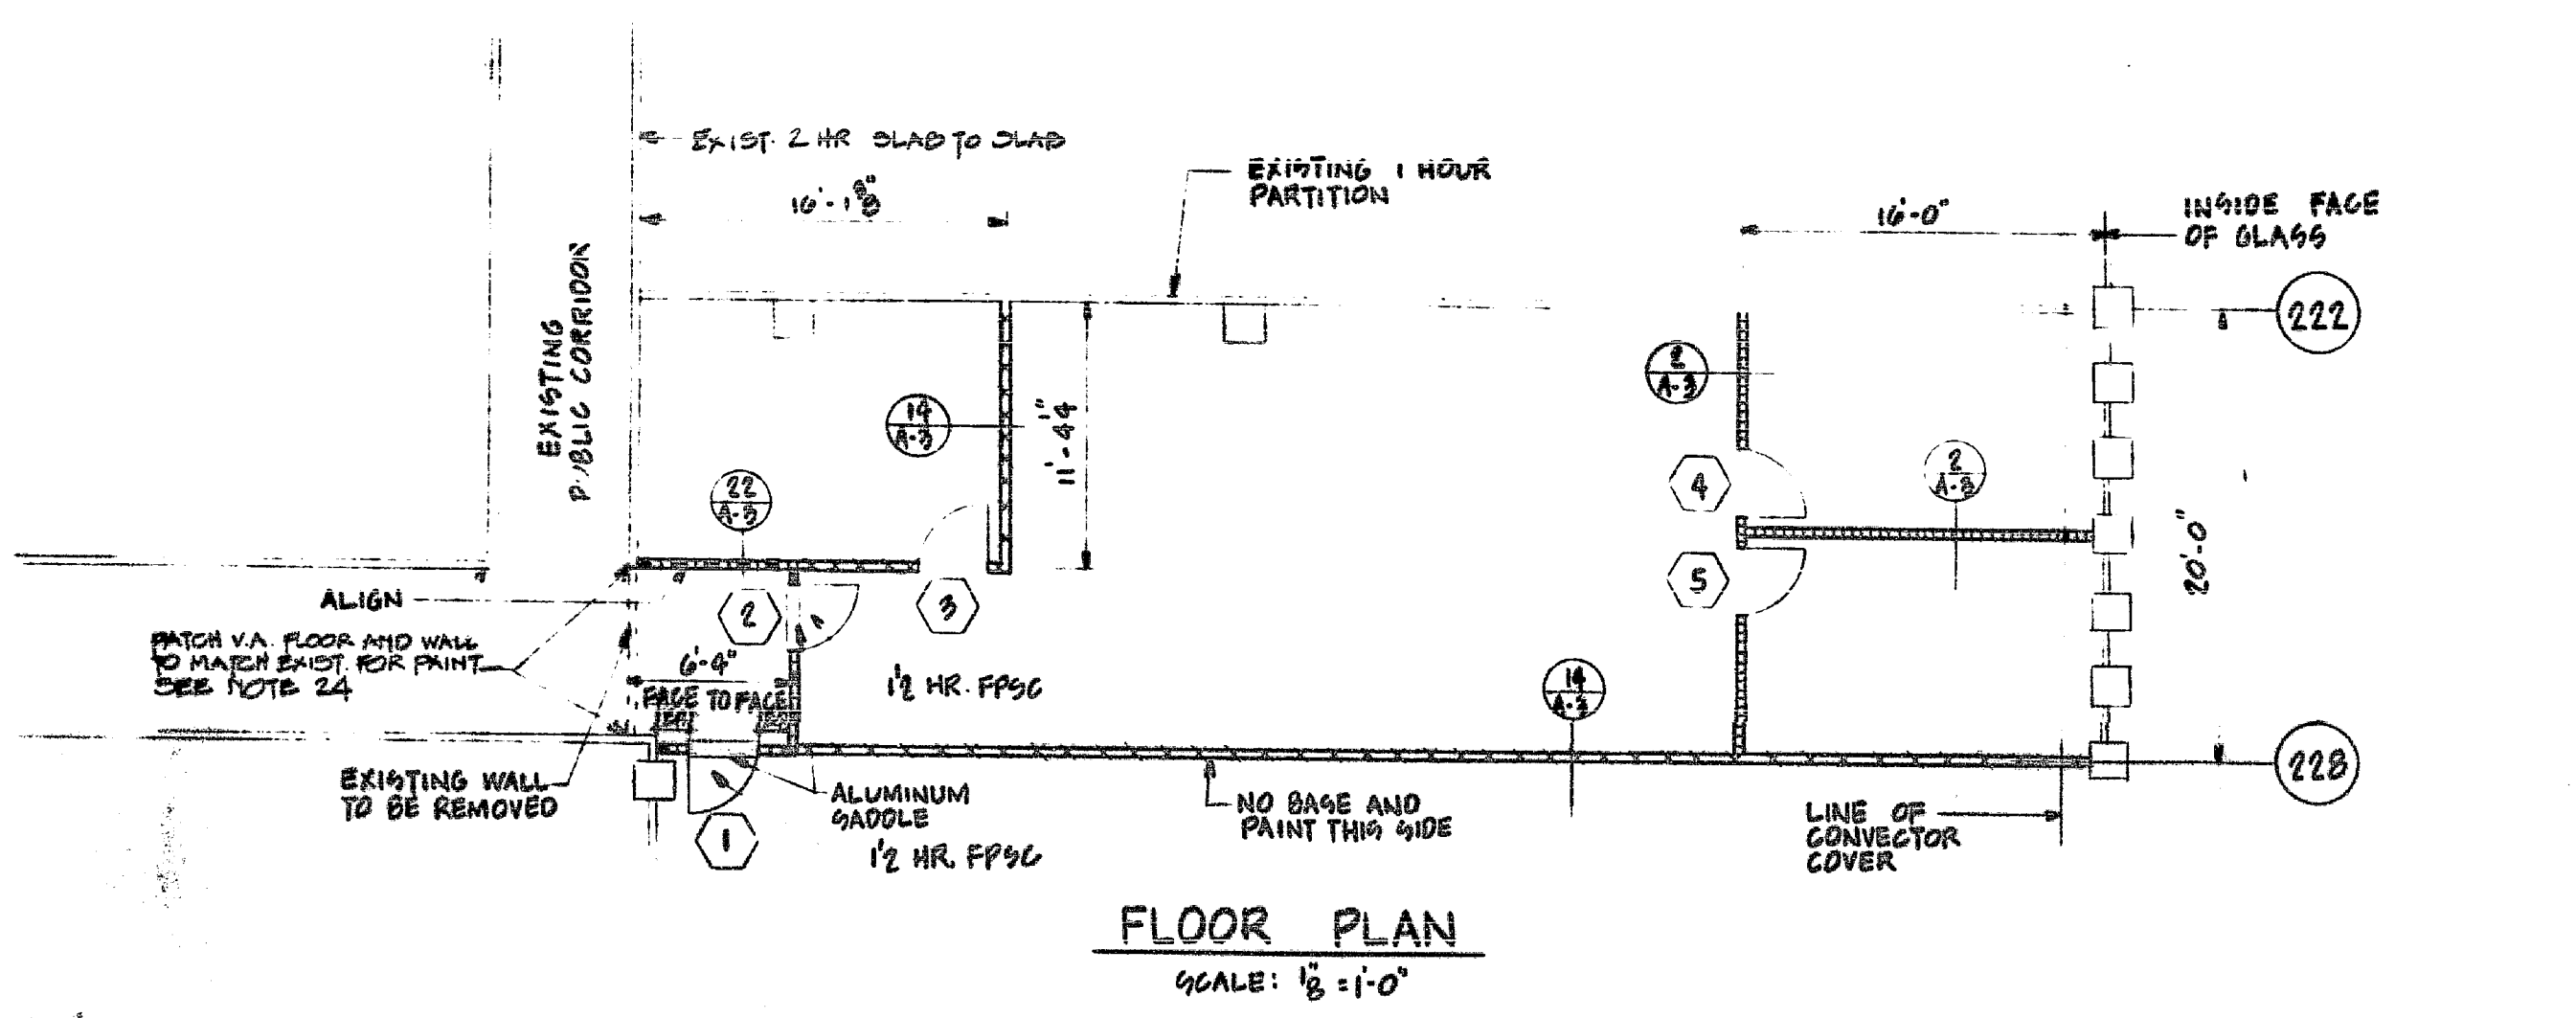 EXIST. 2 HR SLAB TO SLAB
EXISTING 1 HOUR
PARTITION
16'-1 3/8"
16'-0"
INSIDE FACE
OF GLASS
222
EXISTING
PUBLIC CORRIDOR
2
A-3
14
A-3
11'-4 1/4"
22
A-3
4
2
A-3
20'-0"
5
ALIGN
2
3
PATCH V.A. FLOOR AND WALL
TO MATCH EXIST. FOR PAINT
SEE NOTE 24
6'-4"
FACE TO FACE
1 1/2 HR. FPSC
14
A-3
228
EXISTING WALL
TO BE REMOVED
1
ALUMINUM
SADDLE
1 1/2 HR. FPSC
NO BASE AND
PAINT THIS SIDE
LINE OF
CONVECTOR
COVER
FLOOR PLAN
SCALE: 1/8" = 1'-0"